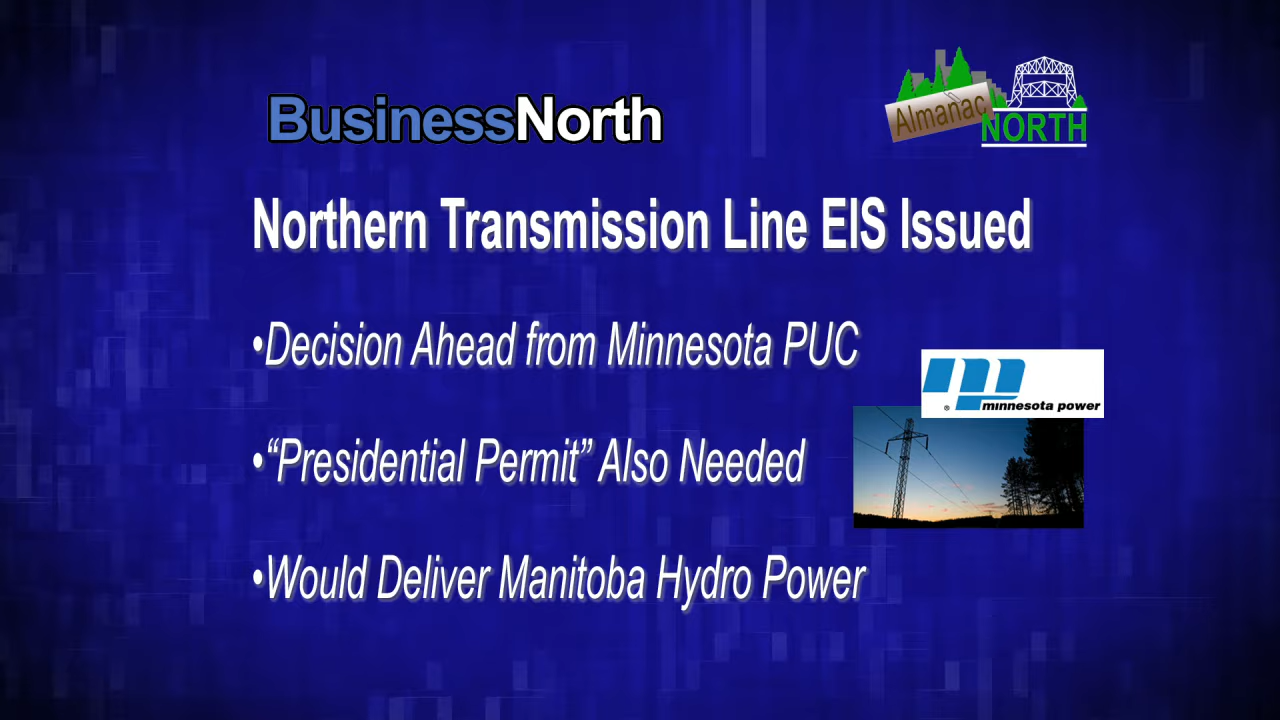 BusinessNorth
Almanac
NORTH
Northern Transmission Line EIS Issued
•Decision Ahead from Minnesota PUC
mp
® minnesota power
•“Presidential Permit” Also Needed
•Would Deliver Manitoba Hydro Power